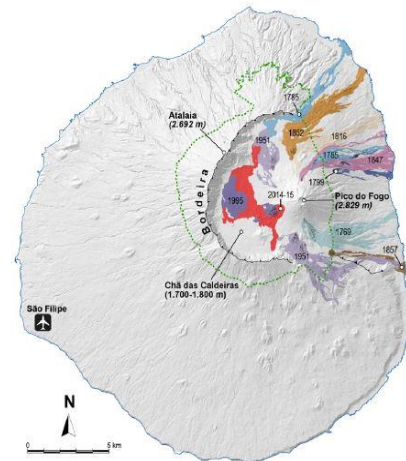 1785
Atalaia
(2.692 m)
1951
1852
1816
1785
1847
1799
Bordeira
Pico do Fogo
(2.829 m)
2014-15
1995
1769
1951
1857
Chã das Caldeiras
(1.700-1.800 m)
São Filipe
N
0
5 km